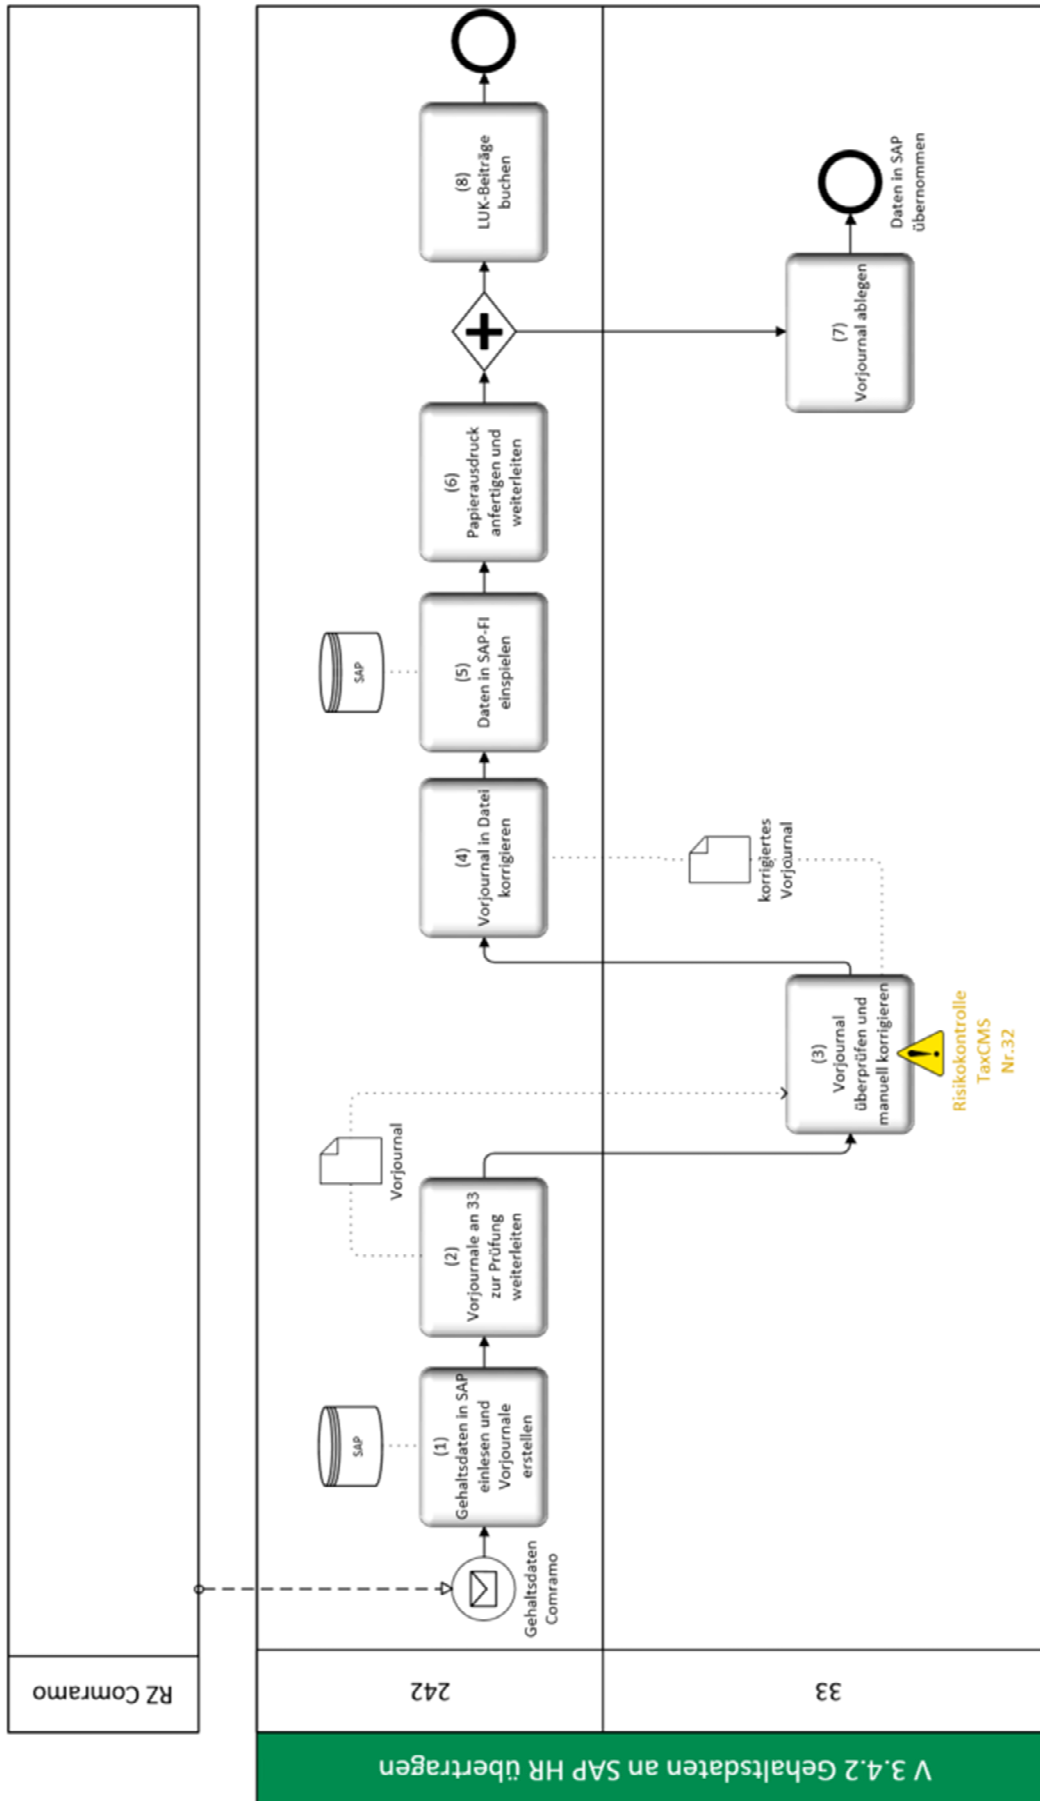 V 3.4.2 Gehaltsdaten an SAP HR übertragen
RZ Comramo
242
33
Gehaltsdaten
Comramo
SAP
(1)
Gehaltsdaten in SAP
einlesen und
Vorjournale
erstellen
(2)
Vorjournale an 33
zur Prüfung
weiterleiten
Vorjournal
(3)
Vorjournal
überprüfen und
manuell korrigieren
Risikokontrolle
TaxCMS
Nr.32
korrigiertes
Vorjournal
(4)
Vorjournal in Datei
korrigieren
SAP
(5)
Daten in SAP-FI
einspielen
(6)
Papierausdruck
anfertigen und
weiterleiten
(7)
Vorjournal ablegen
Daten in SAP
übernommen
(8)
LUK-Beiträge
buchen